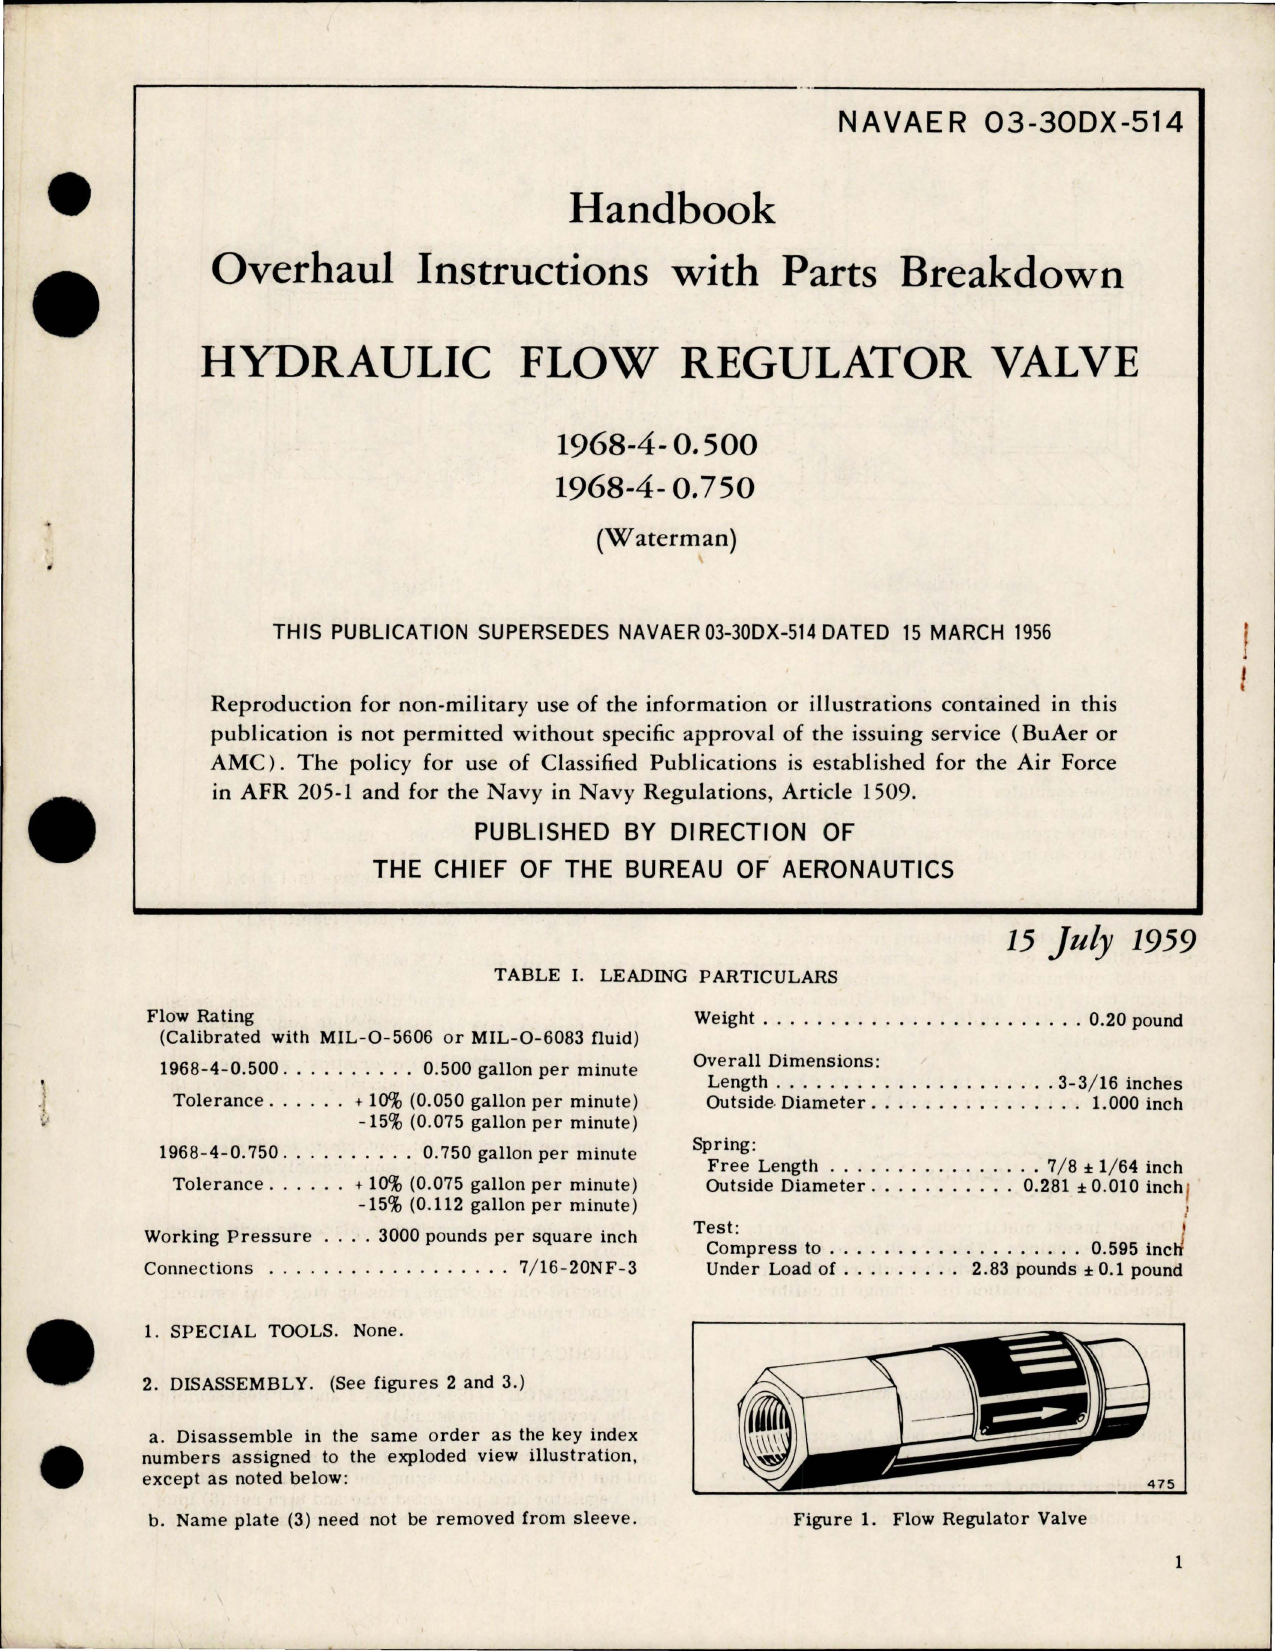 NAVAER 03-30DX-514
Handbook
Overhaul Instructions with Parts Breakdown
HYDRAULIC FLOW REGULATOR VALVE
1968-4-0.500
1968-4-0.750
(Waterman)
THIS PUBLICATION SUPERSEDES NAVAER 03-30DX-514 DATED 15 MARCH 1956
Reproduction for non-military use of the information or illustrations contained in this
publication is not permitted without specific approval of the issuing service (BuAer or
AMC). The policy for use of Classified Publications is established for the Air Force
in AFR 205-1 and for the Navy in Navy Regulations, Article 1509.
PUBLISHED BY DIRECTION OF
THE CHIEF OF THE BUREAU OF AERONAUTICS
15 July 1959
TABLE I. LEADING PARTICULARS
Flow Rating
(Calibrated with MIL-O-5606 or MIL-O-6083 fluid)
1968-4-0.500 . . . . . . . . . . 0.500 gallon per minute
Tolerance . . . . . . + 10% (0.050 gallon per minute)
-15% (0.075 gallon per minute)
1968-4-0.750 . . . . . . . . . . 0.750 gallon per minute
Tolerance . . . . . . + 10% (0.075 gallon per minute)
-15% (0.112 gallon per minute)
Working Pressure . . . . 3000 pounds per square inch
Connections . . . . . . . . . . . . . . . . . . 7/16-20NF-3
1. SPECIAL TOOLS. None.
2. DISASSEMBLY. (See figures 2 and 3.)
a. Disassemble in the same order as the key index
numbers assigned to the exploded view illustration,
except as noted below:
b. Name plate (3) need not be removed from sleeve.
Weight . . . . . . . . . . . . . . . . . . . . . . . . 0.20 pound
Overall Dimensions:
Length . . . . . . . . . . . . . . . . . . . . . 3-3/16 inches
Outside Diameter . . . . . . . . . . . . . . . . 1.000 inch
Spring:
Free Length . . . . . . . . . . . . . . . . 7/8 ± 1/64 inch
Outside Diameter . . . . . . . . . . . 0.281 ± 0.010 inch
Test:
Compress to . . . . . . . . . . . . . . . . . . . 0.595 inch
Under Load of . . . . . . . . . 2.83 pounds ± 0.1 pound
475
Figure 1. Flow Regulator Valve
1